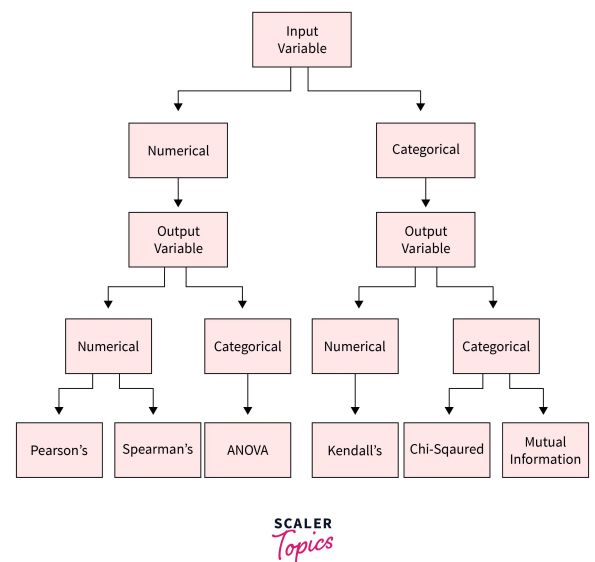 Input
Variable
Numerical
Categorical
Output
Variable
Output
Variable
Numerical
Categorical
Numerical
Categorical
Pearson's
Spearman's
ANOVA
Kendall's
Chi-Sqaured
Mutual
Information
SCALER
Topics